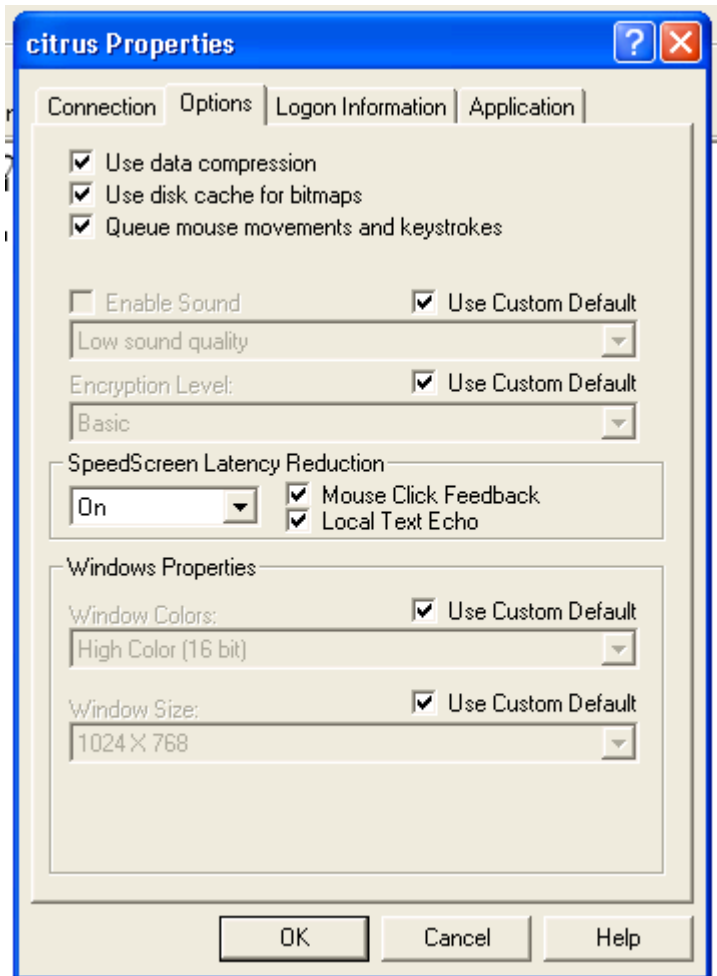 citrus Properties
Connection Options Logon Information Application
Use data compression
Use disk cache for bitmaps
Queue mouse movements and keystrokes
Enable Sound Use Custom Default
Low sound quality
Encryption Level: Use Custom Default
Basic
SpeedScreen Latency Reduction
On Mouse Click Feedback
Local Text Echo
Windows Properties
Window Colors: Use Custom Default
High Color (16 bit)
Window Size: Use Custom Default
1024 X 768
OK Cancel Help